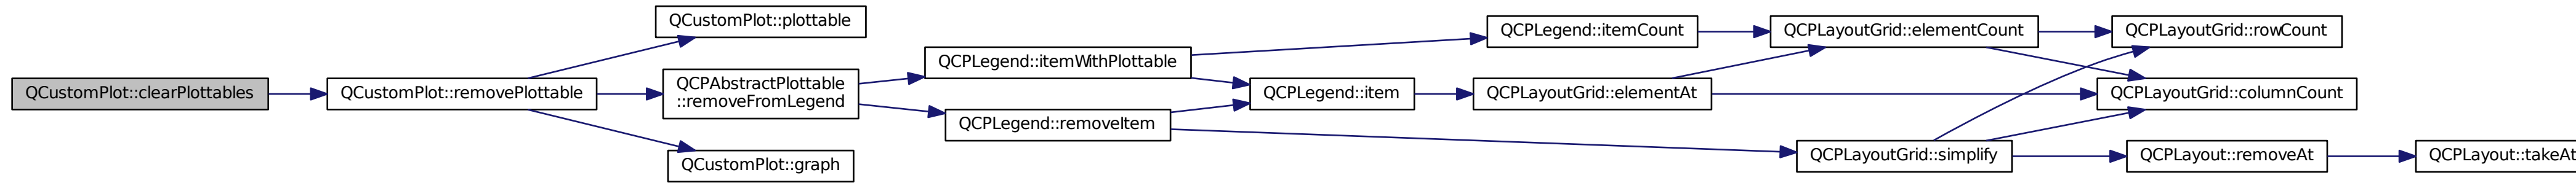 QCustomPlot::clearPlottables
QCustomPlot::removePlottable
QCustomPlot::plottable
QCPAbstractPlottable
::removeFromLegend
QCustomPlot::graph
QCPLegend::itemWithPlottable
QCPLegend::removeItem
QCPLegend::itemCount
QCPLegend::item
QCPLayoutGrid::elementAt
QCPLayoutGrid::elementCount
QCPLayoutGrid::simplify
QCPLayoutGrid::rowCount
QCPLayoutGrid::columnCount
QCPLayout::removeAt
QCPLayout::takeAt